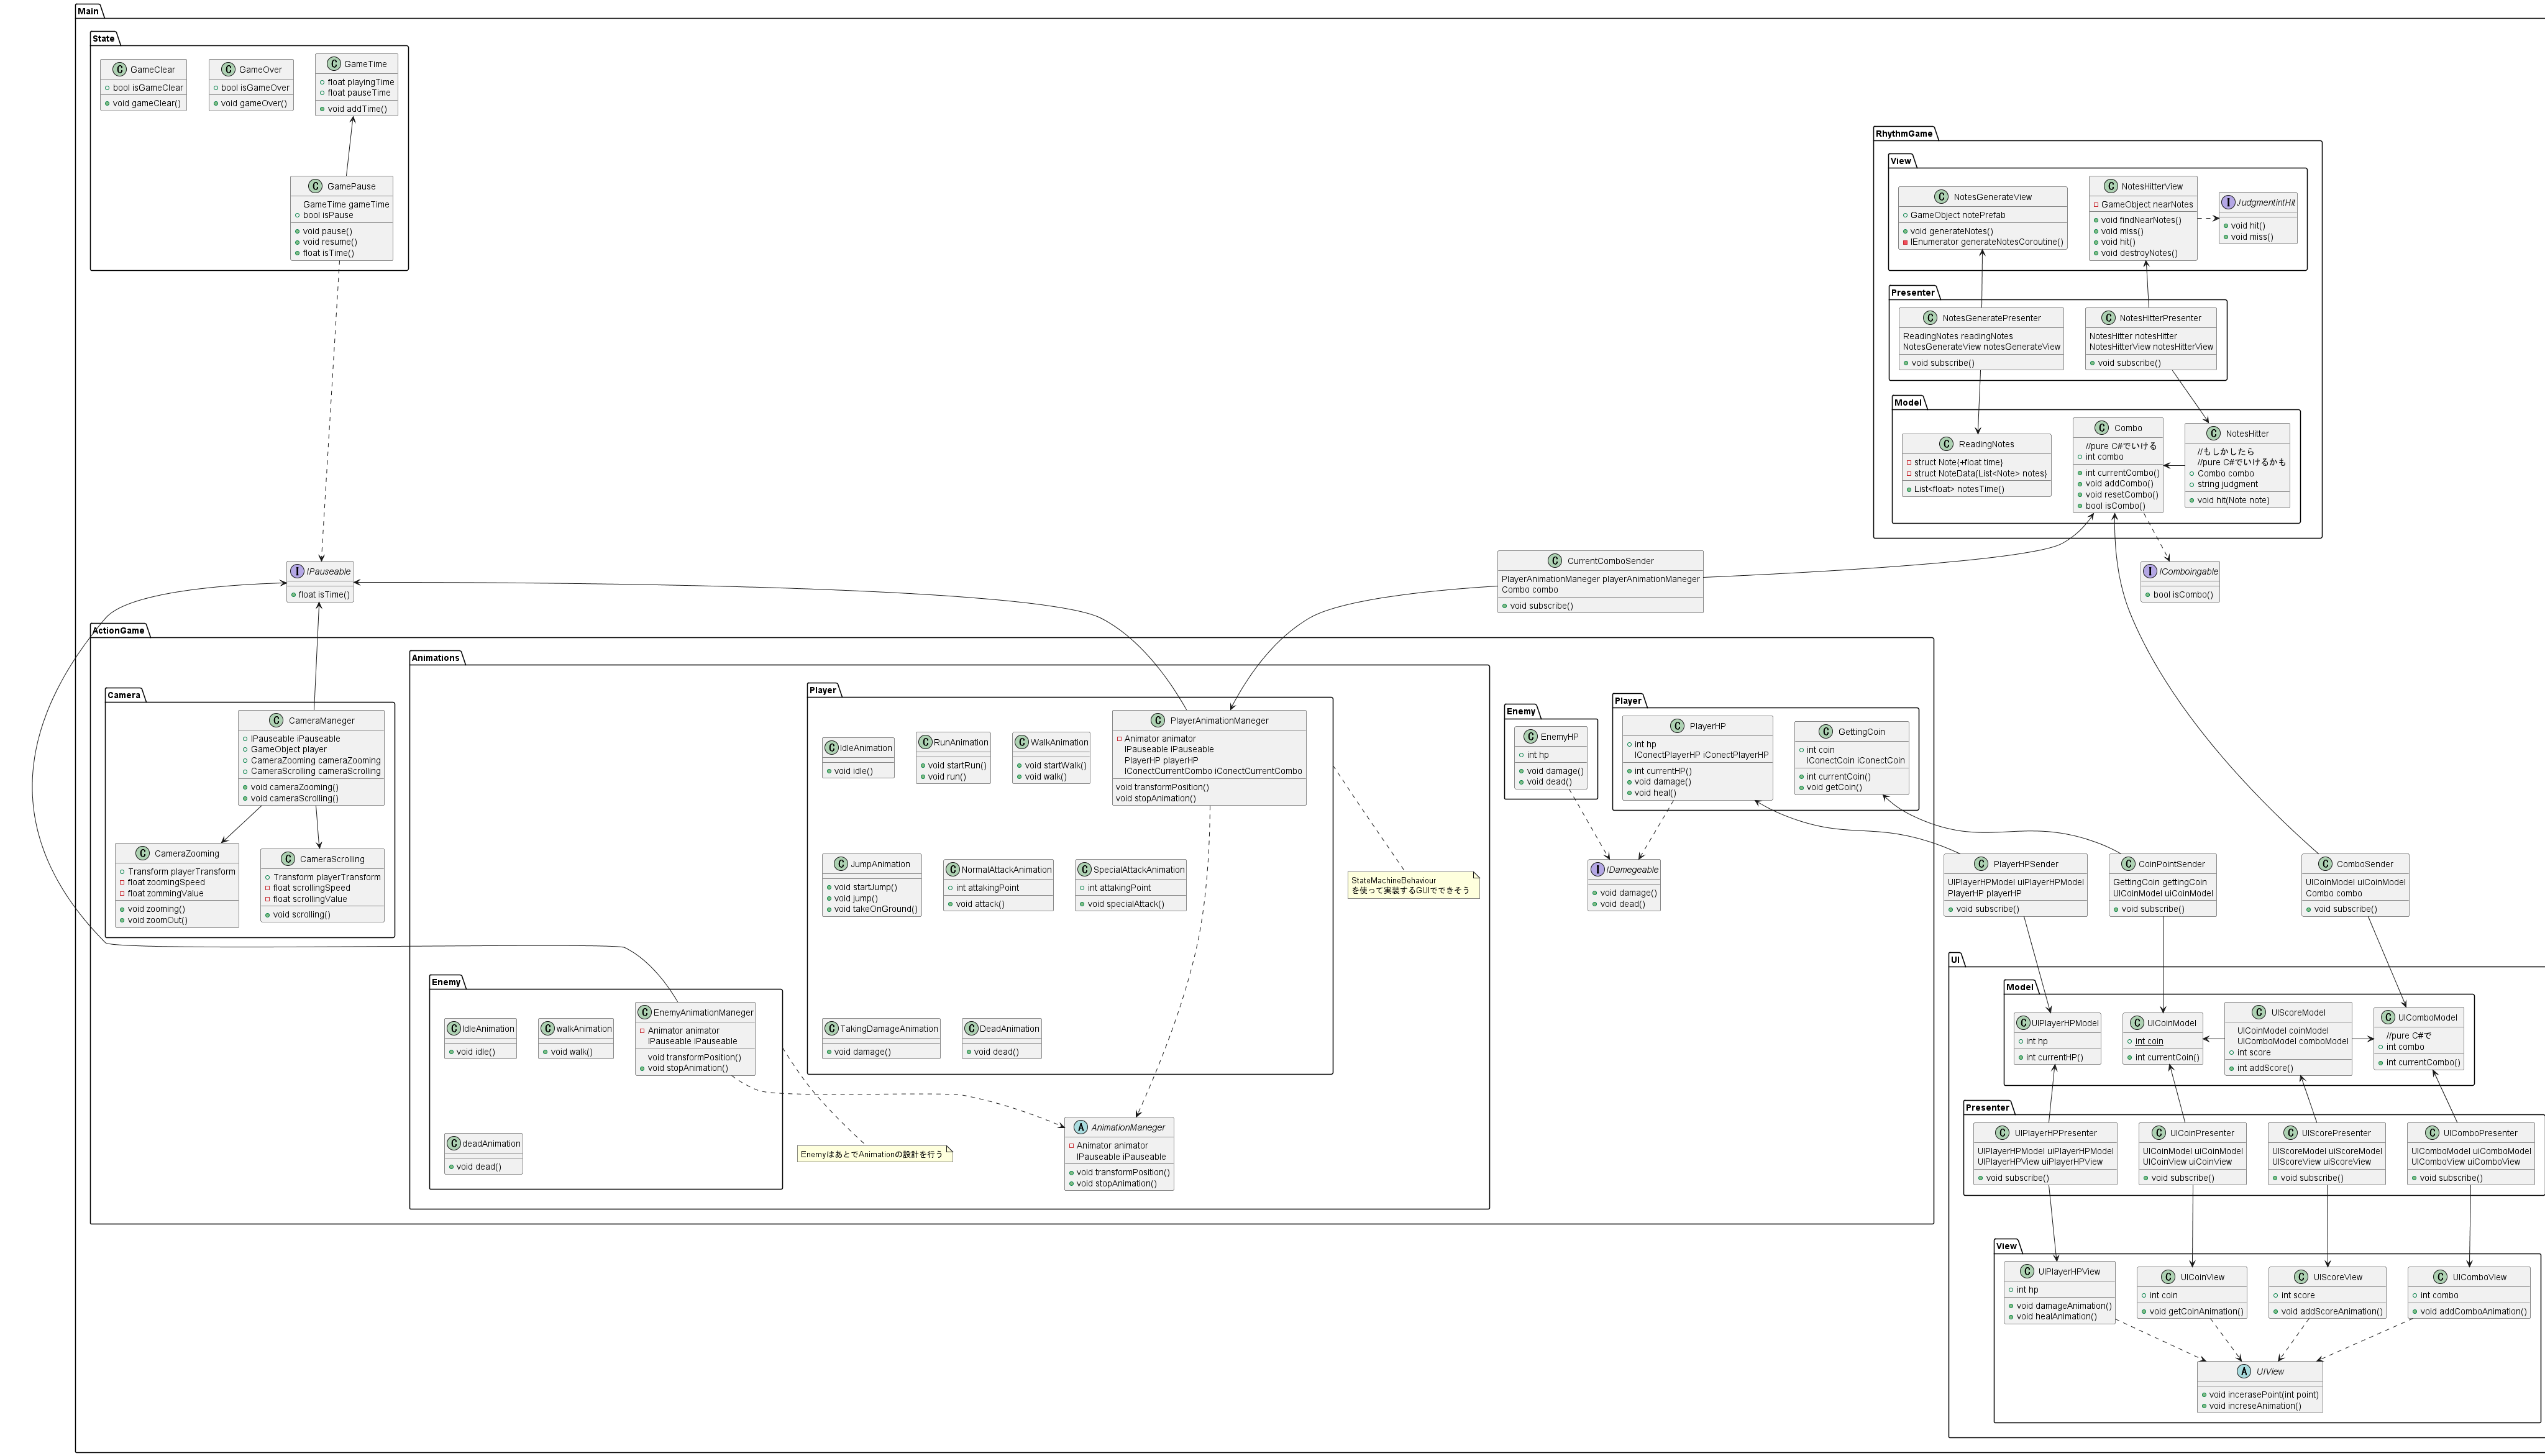 Main
State
C GameClear
bool isGameClear
void gameClear()
C GameOver
bool isGameOver
void gameOver()
C GameTime
float playingTime
float pauseTime
void addTime()
C GamePause
GameTime gameTime
bool isPause
void pause()
void resume()
float isTime()
RhythmGame
View
C NotesGenerateView
GameObject notePrefab
void generateNotes()
IEnumerator generateNotesCoroutine()
C NotesHitterView
GameObject nearNotes
void findNearNotes()
void miss()
void hit()
void destroyNotes()
I JudgmentintHit
void hit()
void miss()
Presenter
C NotesGeneratePresenter
ReadingNotes readingNotes
NotesGenerateView notesGenerateView
void subscribe()
C NotesHitterPresenter
NotesHitter notesHitter
NotesHitterView notesHitterView
void subscribe()
Model
C ReadingNotes
struct Note{+float time}
struct NoteData{List<Note> notes}
List<float> notesTime()
C Combo
//pure C#でいける
int combo
int currentCombo()
void addCombo()
void resetCombo()
bool isCombo()
C NotesHitter
//もしかしたら
//pure C#でいけるかも
Combo combo
string judgment
void hit(Note note)
I IPauseable
float isTime()
C CurrentComboSender
PlayerAnimationManeger playerAnimationManeger
Combo combo
void subscribe()
I IComboingable
bool isCombo()
ActionGame
Camera
C CameraManeger
IPauseable iPauseable
GameObject player
CameraZooming cameraZooming
CameraScrolling cameraScrolling
void cameraZooming()
void cameraScrolling()
C CameraZooming
Transform playerTransform
float zoomingSpeed
float zommingValue
void zooming()
void zoomOut()
C CameraScrolling
Transform playerTransform
float scrollingSpeed
float scrollingValue
void scrolling()
Animations
Player
C IdleAnimation
void idle()
C RunAnimation
void startRun()
void run()
C WalkAnimation
void startWalk()
void walk()
C PlayerAnimationManeger
Animator animator
IPauseable iPauseable
PlayerHP playerHP
IConectCurrentCombo iConectCurrentCombo
void transformPosition()
void stopAnimation()
C JumpAnimation
void startJump()
void jump()
void takeOnGround()
C NormalAttackAnimation
int attakingPoint
void attack()
C SpecialAttackAnimation
int attakingPoint
void specialAttack()
C TakingDamageAnimation
void damage()
C DeadAnimation
void dead()
StateMachineBehaviour
を使って実装するGUIでできそう
Enemy
C IdleAnimation
void idle()
C walkAnimation
void walk()
C EnemyAnimationManeger
Animator animator
IPauseable iPauseable
void transformPosition()
void stopAnimation()
C deadAnimation
void dead()
EnemyはあとでAnimationの設計を行う
A AnimationManeger
Animator animator
IPauseable iPauseable
void transformPosition()
void stopAnimation()
Enemy
C EnemyHP
int hp
void damage()
void dead()
Player
C PlayerHP
int hp
IConectPlayerHP iConectPlayerHP
int currentHP()
void damage()
void heal()
C GettingCoin
int coin
IConectCoin iConectCoin
int currentCoin()
void getCoin()
I IDamegeable
void damage()
void dead()
C PlayerHPSender
UIPlayerHPModel uiPlayerHPModel
PlayerHP playerHP
void subscribe()
C CoinPointSender
GettingCoin gettingCoin
UICoinModel uiCoinModel
void subscribe()
C ComboSender
UICoinModel uiCoinModel
Combo combo
void subscribe()
UI
Model
C UIPlayerHPModel
int hp
int currentHP()
C UICoinModel
int coin
int currentCoin()
C UIScoreModel
UICoinModel coinModel
UIComboModel comboModel
int score
int addScore()
C UIComboModel
//pure C#で
int combo
int currentCombo()
Presenter
C UIPlayerHPPresenter
UIPlayerHPModel uiPlayerHPModel
UIPlayerHPView uiPlayerHPView
void subscribe()
C UICoinPresenter
UICoinModel uiCoinModel
UICoinView uiCoinView
void subscribe()
C UIScorePresenter
UIScoreModel uiScoreModel
UIScoreView uiScoreView
void subscribe()
C UIComboPresenter
UIComboModel uiComboModel
UIComboView uiComboView
void subscribe()
View
C UIPlayerHPView
int hp
void damageAnimation()
void healAnimation()
C UICoinView
int coin
void getCoinAnimation()
C UIScoreView
int score
void addScoreAnimation()
C UIComboView
int combo
void addComboAnimation()
A UIView
void incerasePoint(int point)
void increseAnimation()